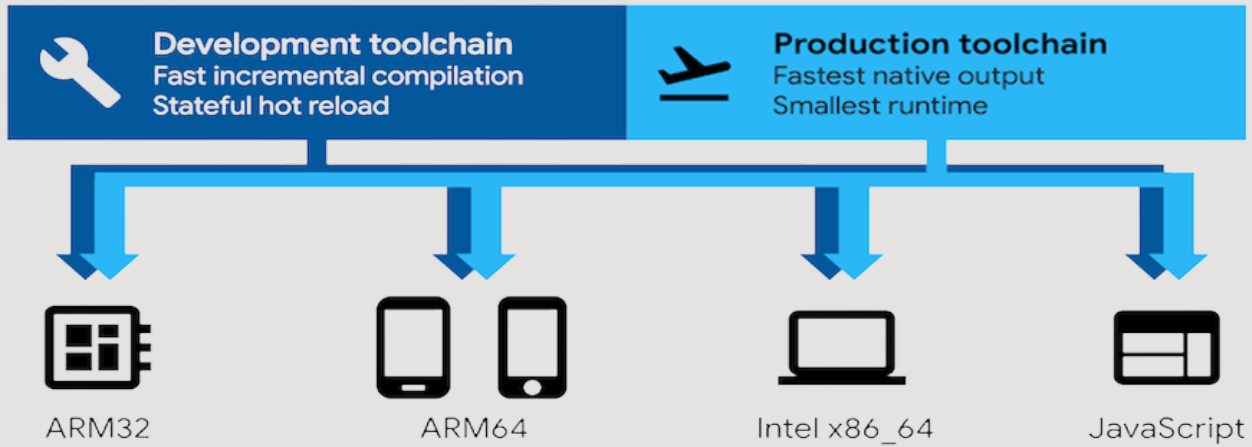 Development toolchain
Fast incremental compilation
Stateful hot reload
Production toolchain
Fastest native output
Smallest runtime
ARM32
ARM64
Intel x86_64
JavaScript